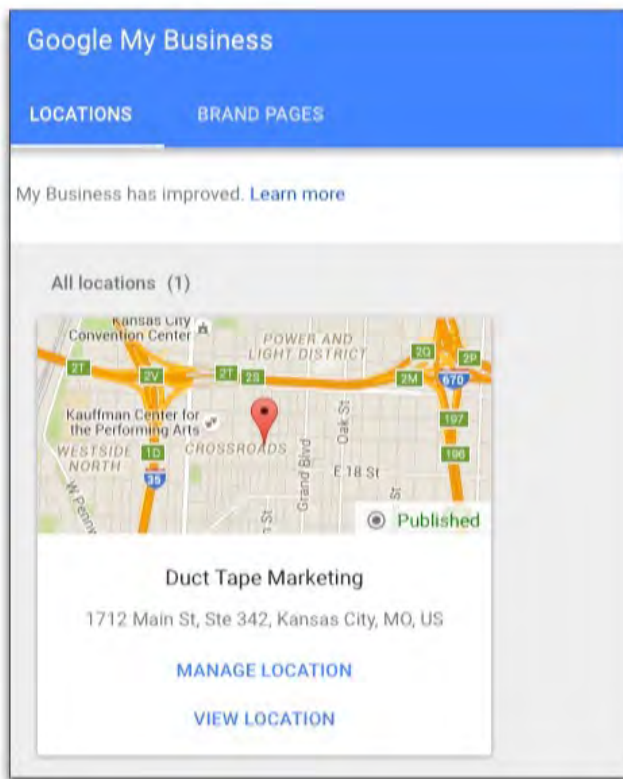 Google My Business
LOCATIONS BRAND PAGES
My Business has improved. Learn more
All locations (1)
Kansas City
Convention Center
POWER AND
LIGHT DISTRICT
2T
2V
2T
2S
2M
2Q
2P
670
Kauffman Center for
the Performing Arts
WESTSIDE
NORTH
1D
35
CROSSROADS
Grand Blvd
Oak St
E 18 St
197
196
W Penn
St
St
Published
Duct Tape Marketing
1712 Main St, Ste 342, Kansas City, MO, US
MANAGE LOCATION
VIEW LOCATION